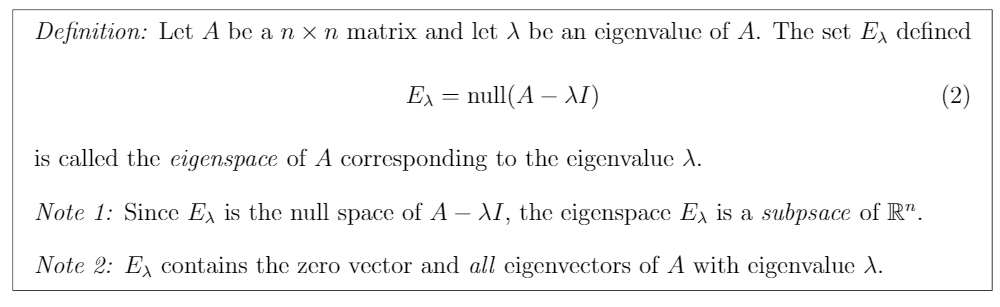 Definition: Let A be a n × n matrix and let λ be an eigenvalue of A. The set E_λ defined
E_λ = null(A − λI) (2)
is called the eigenspace of A corresponding to the eigenvalue λ.
Note 1: Since E_λ is the null space of A − λI, the eigenspace E_λ is a subpsace of ℝⁿ.
Note 2: E_λ contains the zero vector and all eigenvectors of A with eigenvalue λ.